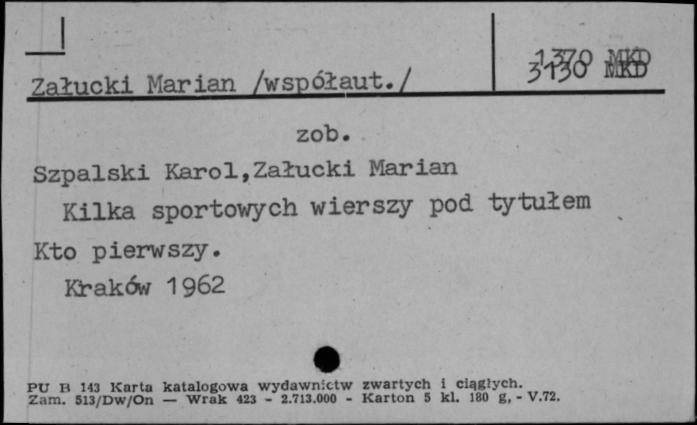 1370 MKD
3130 MKD
Załucki Marian /współaut./
zob.
Szpalski Karol,Załucki Marian
Kilka sportowych wierszy pod tytułem
Kto pierwszy.
Kraków 1962
PU B 143 Karta katalogowa wydawnictw zwartych i ciągłych.
Zam. 513/Dw/On — Wrak 423 - 2.713.000 - Karton 5 kl. 180 g, - V.72.